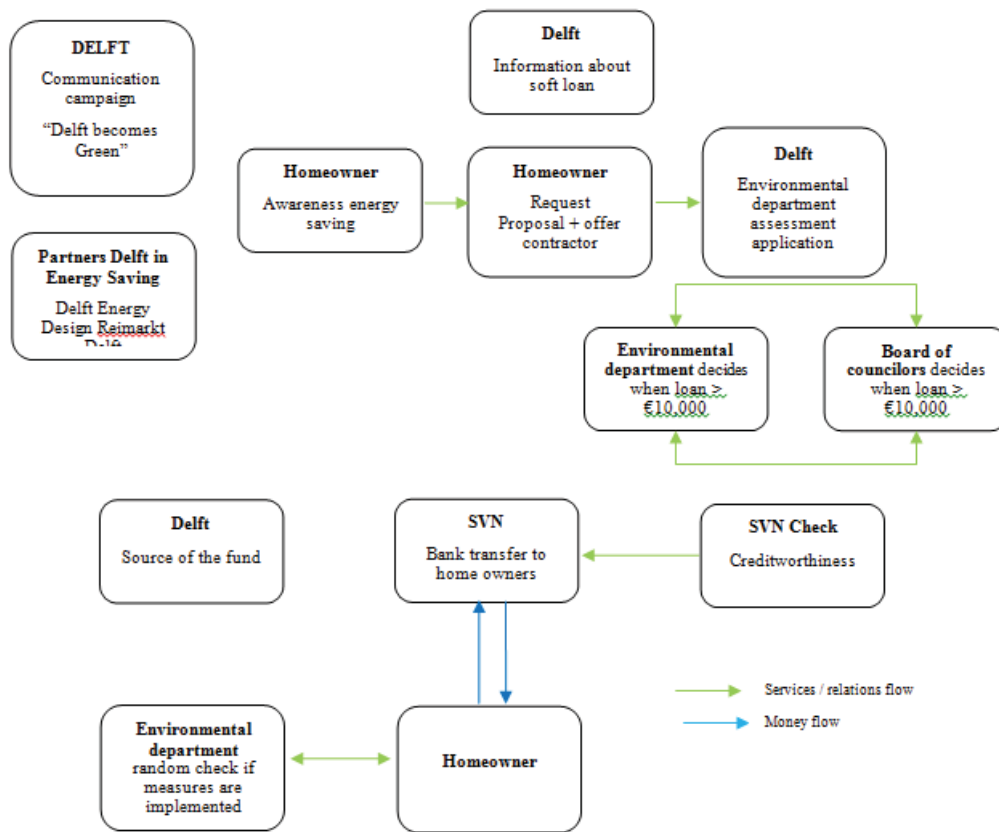 DELFT
Communication
campaign
“Delft becomes
Green”
Delft
Information about
soft loan
Homeowner
Awareness energy
saving
Homeowner
Request
Proposal + offer
contractor
Delft
Environmental
department
assessment
application
Partners Delft in
Energy Saving
Delft Energy
Design Reimarkt
Delft
Environmental
department decides
when loan >
€10,000
Board of
councilors decides
when loan >
€10,000
Delft
Source of the fund
SVN
Bank transfer to
home owners
SVN Check
Creditworthiness
Services / relations flow
Money flow
Environmental
department
random check if
measures are
implemented
Homeowner